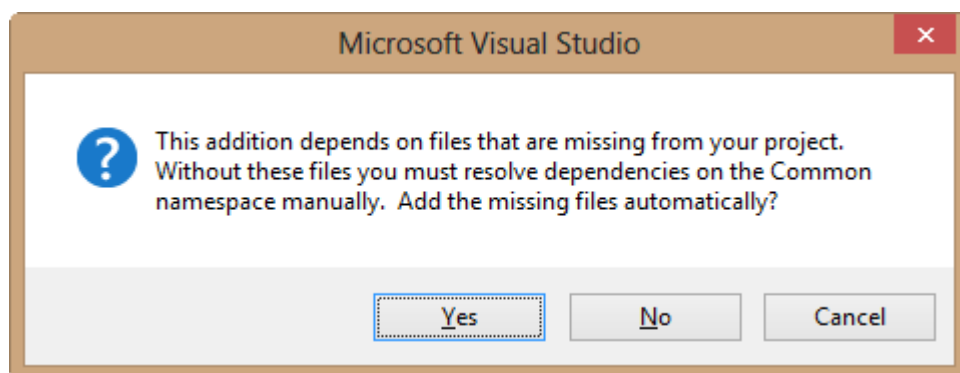 Microsoft Visual Studio
This addition depends on files that are missing from your project.
Without these files you must resolve dependencies on the Common
namespace manually.  Add the missing files automatically?
Yes
No
Cancel